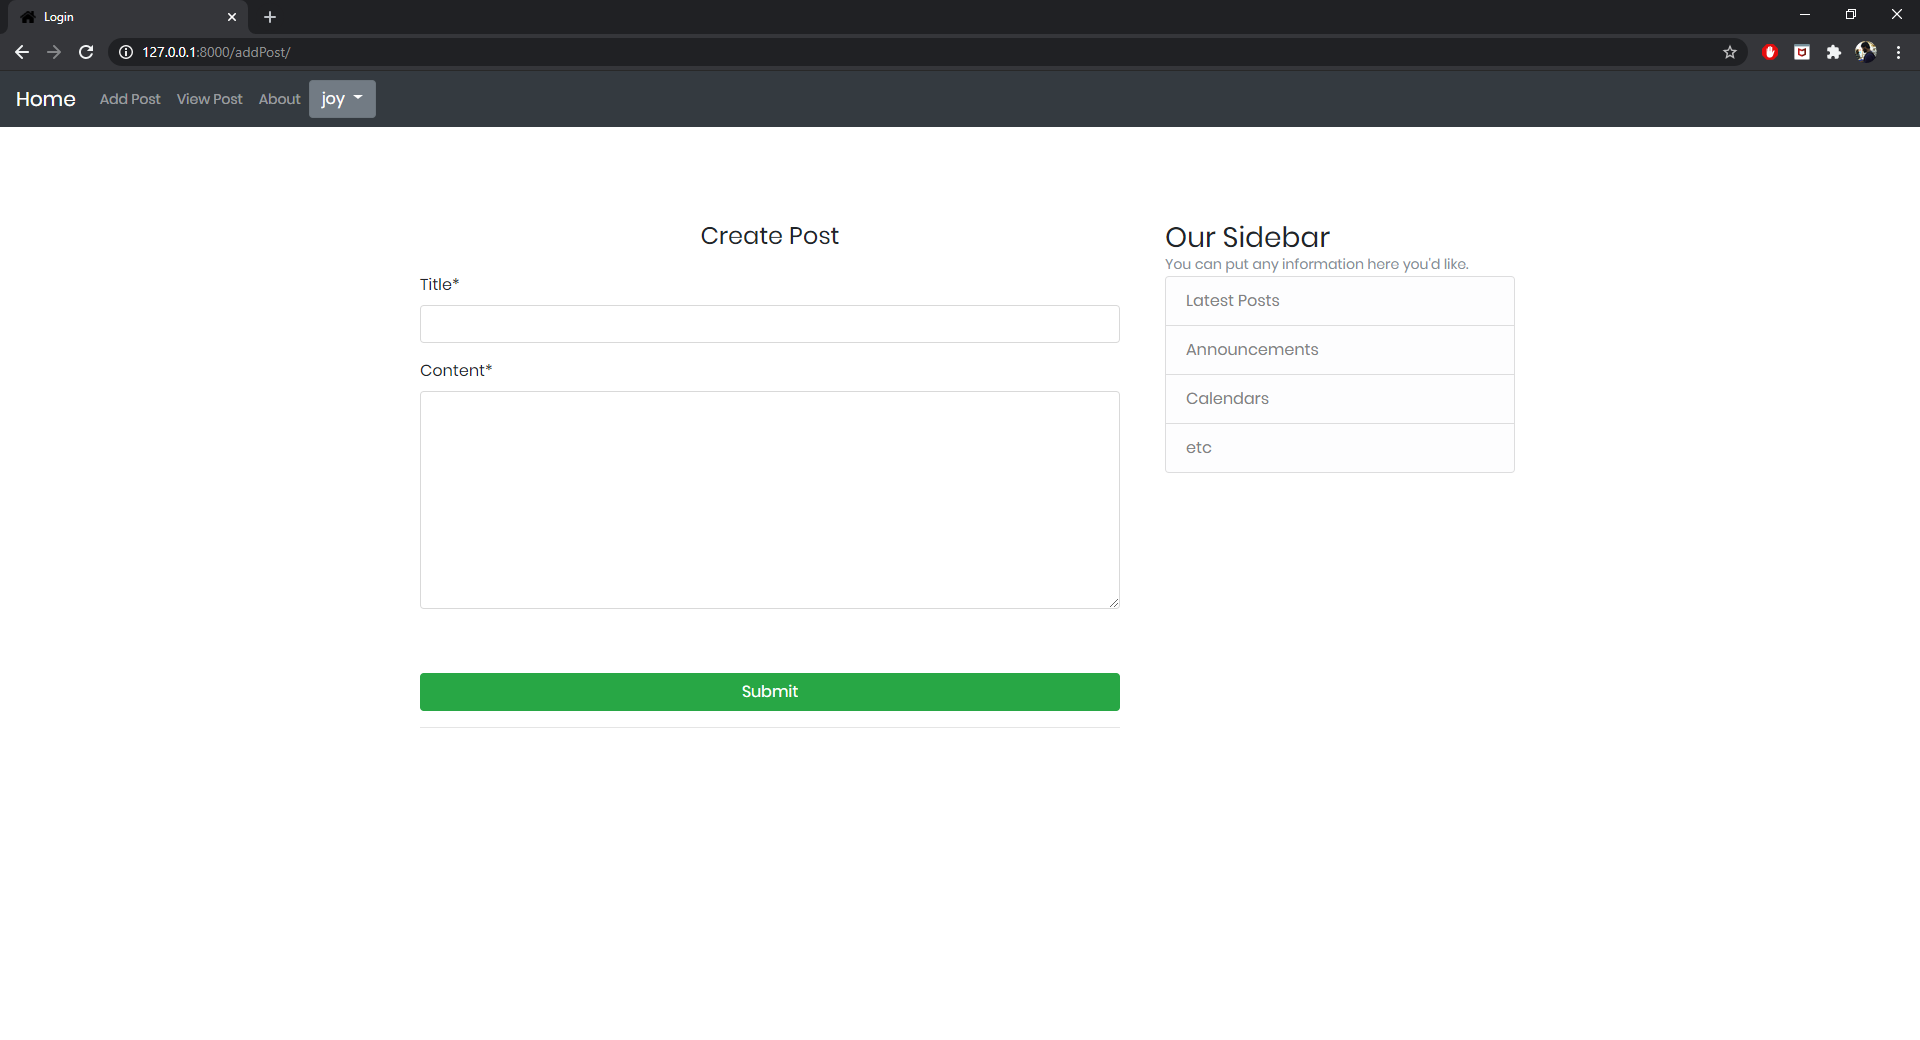 Login
127.0.0.1:8000/addPost/
Home Add Post View Post About joy
Create Post
Title*
Content*
Submit
Our Sidebar
You can put any information here you'd like.
Latest Posts
Announcements
Calendars
etc